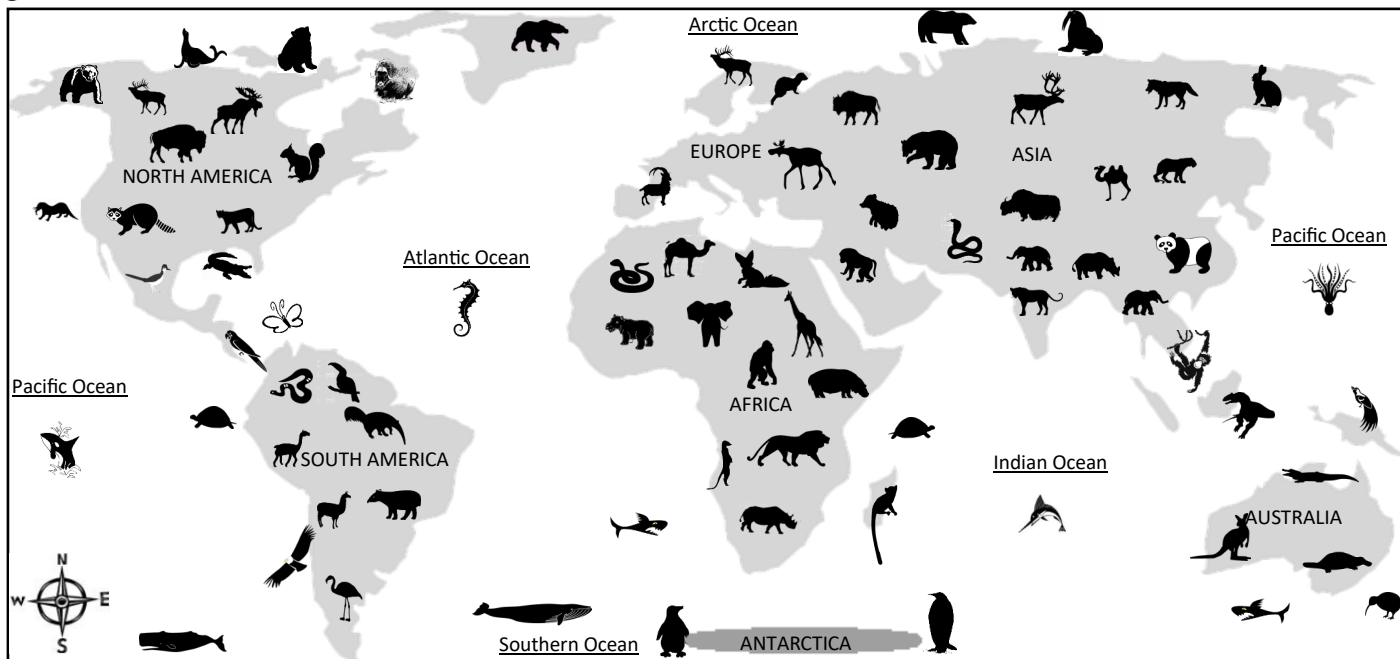 Arctic Ocean
EUROPE
ASIA
NORTH AMERICA
Pacific Ocean
Atlantic Ocean
Pacific Ocean
AFRICA
SOUTH AMERICA
Indian Ocean
AUSTRALIA
N
W E
S
Southern Ocean
ANTARCTICA